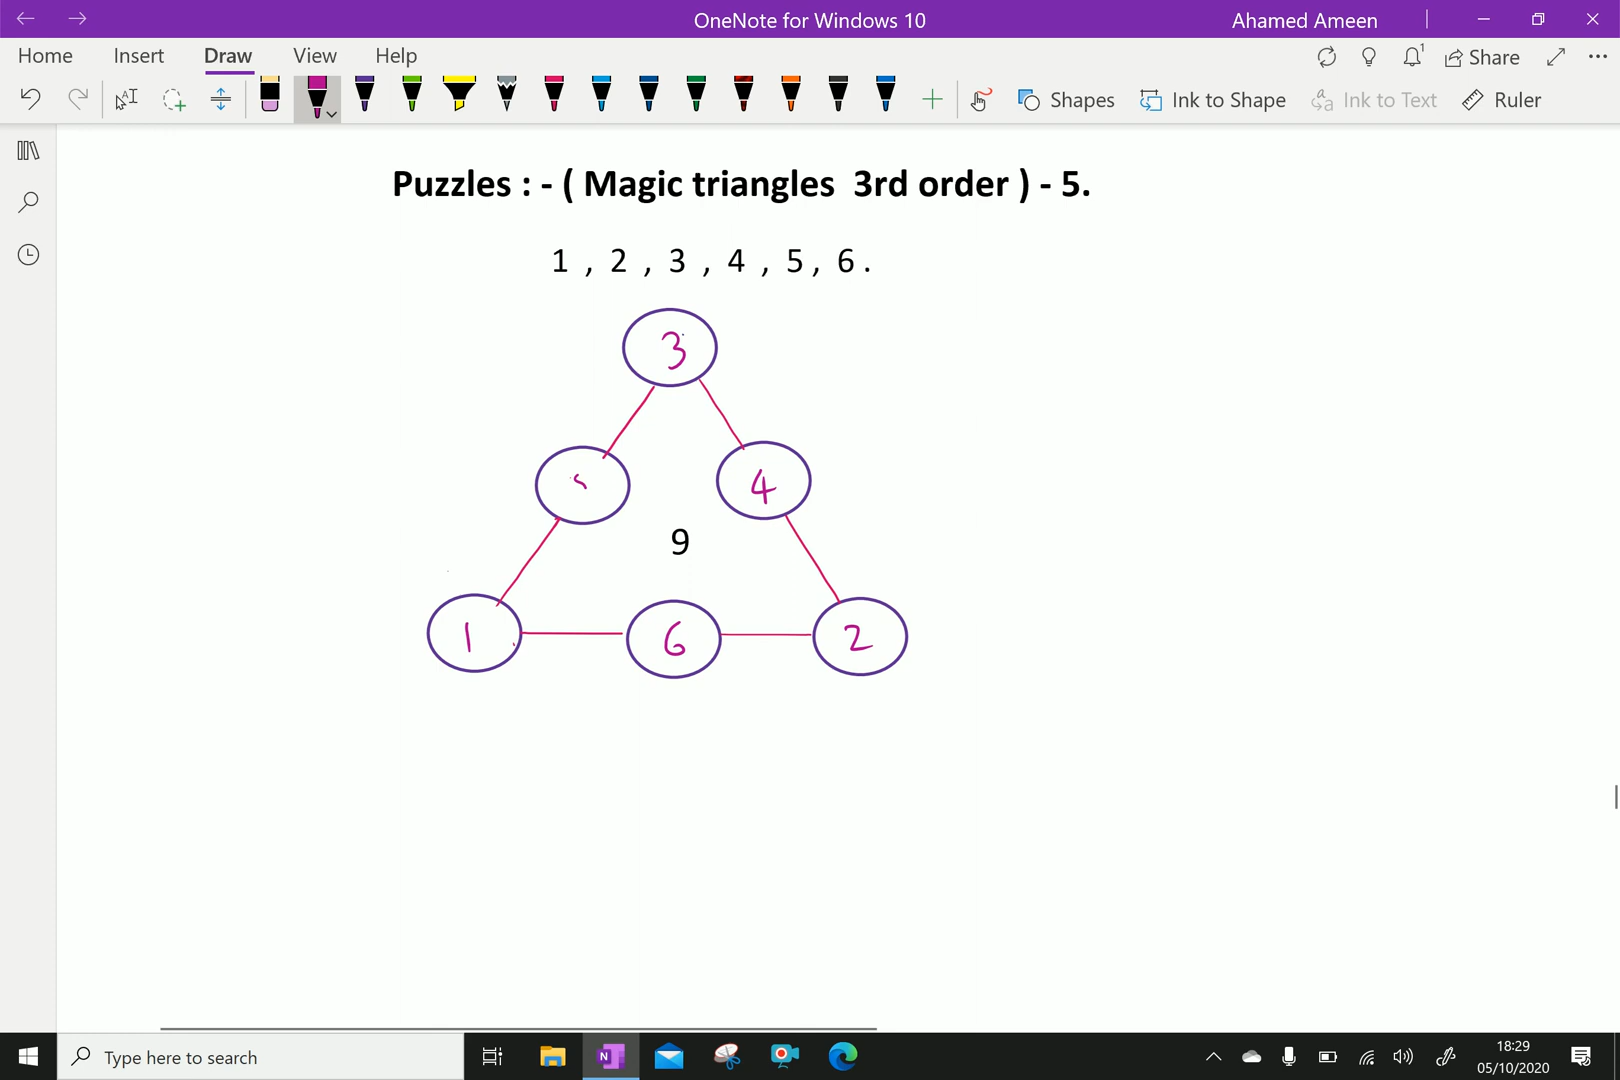 OneNote for Windows 10
Ahamed Ameen
Home Insert Draw View Help
1
Share
Shapes Ink to Shape Ink to Text Ruler
Puzzles : - ( Magic triangles 3rd order ) - 5.
1 , 2 , 3 , 4 , 5 , 6 .
3
4
9
1 6 2
Type here to search
18:29
05/10/2020